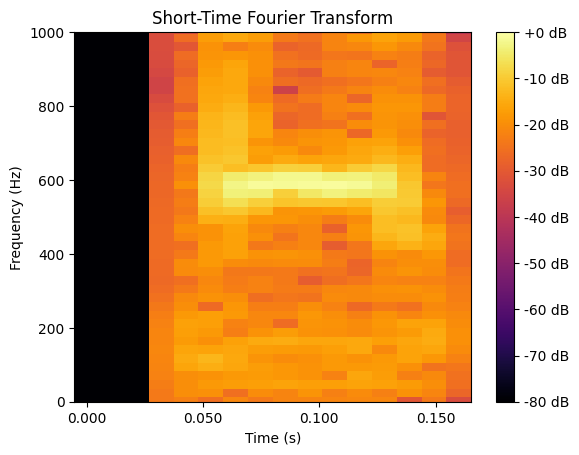 Short-Time Fourier Transform
Frequency (Hz)
1000
800
600
400
200
0
0.000
0.050
0.100
0.150
Time (s)
+0 dB
-10 dB
-20 dB
-30 dB
-40 dB
-50 dB
-60 dB
-70 dB
-80 dB